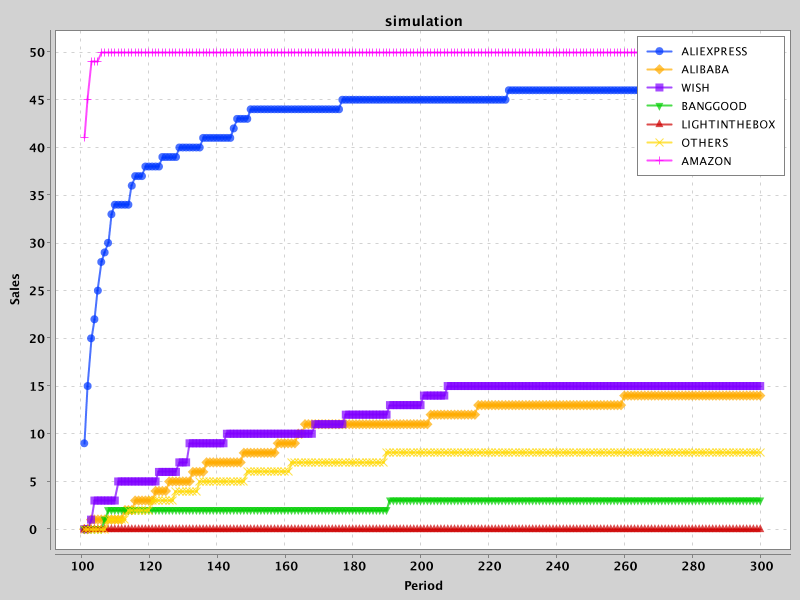 simulation
50
45
40
35
30
25
20
15
10
5
0
Sales
ALIEXPRESS
ALIBABA
WISH
BANGGOOD
LIGHTINTHEBOX
OTHERS
AMAZON
100 120 140 160 180 200 220 240 260 280 300
Period